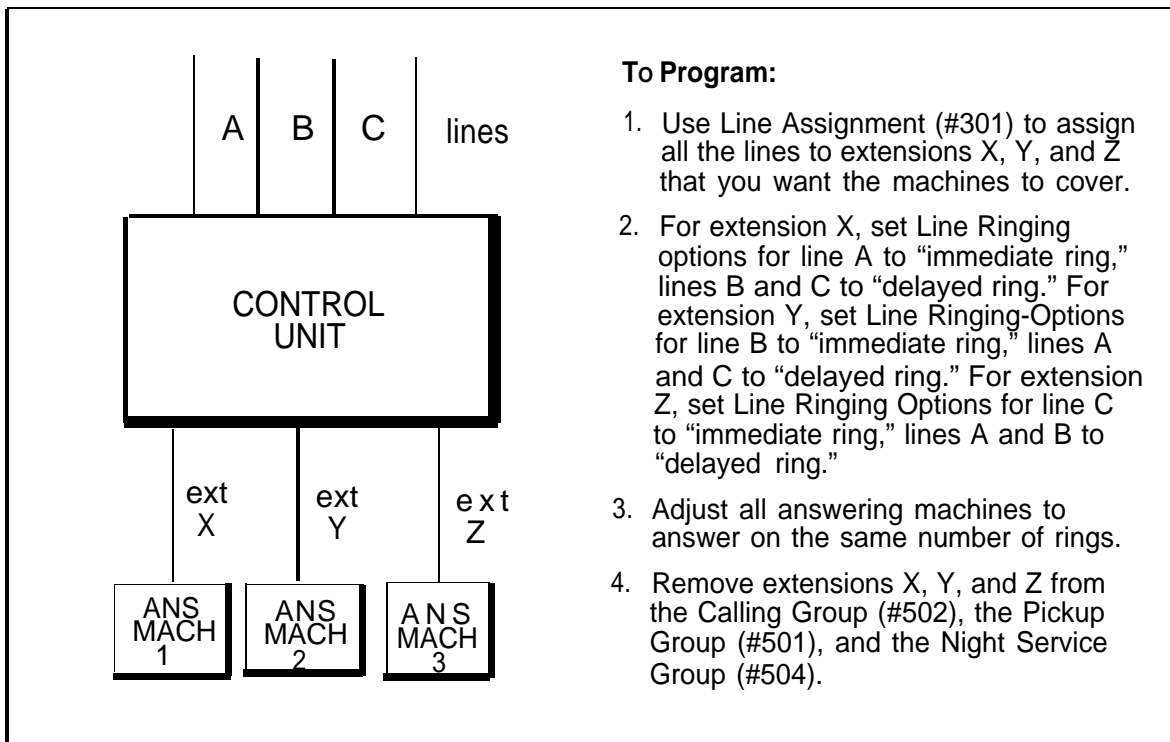 A B C lines
CONTROL
UNIT
ext
X
ext
Y
ext
Z
ANS
MACH
1
ANS
MACH
2
ANS
MACH
3
To Program:
1. Use Line Assignment (#301) to assign
all the lines to extensions X, Y, and Z
that you want the machines to cover.
2. For extension X, set Line Ringing
options for line A to “immediate ring,”
lines B and C to “delayed ring.” For
extension Y, set Line Ringing-Options
for line B to “immediate ring,” lines A
and C to “delayed ring.” For extension
Z, set Line Ringing Options for line C
to “immediate ring,” lines A and B to
“delayed ring.”
3. Adjust all answering machines to
answer on the same number of rings.
4. Remove extensions X, Y, and Z from
the Calling Group (#502), the Pickup
Group (#501), and the Night Service
Group (#504).